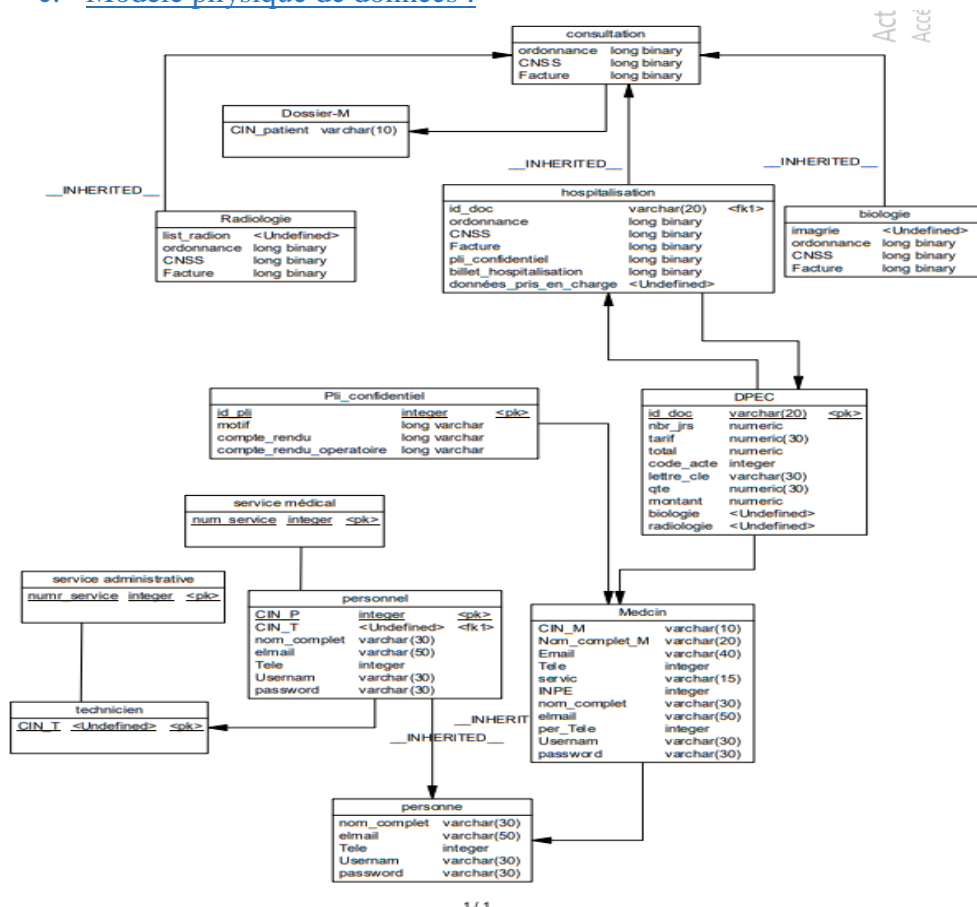 Modèle physique de données :
Act
Accé
consultation
ordonnance long binary
CNSS long binary
Facture long binary
Dossier-M
CIN_patient varchar(10)
__INHERITED__
__INHERITED__
__INHERITED__
hospitalisation
id_doc varchar(20) <fk1>
ordonnance long binary
CNSS long binary
Facture long binary
pli_confidentiel long binary
billet_hospitalisation long binary
données_pris_en_charge <Undefined>
Radiologie
list_radion <Undefined>
ordonnance long binary
CNSS long binary
Facture long binary
biologie
imagrie <Undefined>
ordonnance long binary
CNSS long binary
Facture long binary
Pli_confidentiel
id_pli integer <pk>
motif long varchar
compte_rendu long varchar
compte_rendu_operatoire long varchar
DPEC
id_doc varchar(20) <pk>
nbr_jrs numeric
tarif numeric(30)
total numeric
code_acte integer
lettre_cle varchar(30)
qte numeric(30)
montant numeric
biologie <Undefined>
radiologie <Undefined>
service médical
num_service integer <pk>
service administrative
numr_service integer <pk>
personnel
CIN_P integer <pk>
CIN_T <Undefined> <fk1>
nom_complet varchar(30)
elmail varchar(50)
Tele integer
Usernam varchar(30)
password varchar(30)
Medcin
CIN_M varchar(10)
Nom_complet_M varchar(20)
Email varchar(40)
Tele integer
servic varchar(15)
INPE integer
nom_complet varchar(30)
elmail varchar(50)
per_Tele integer
Usernam varchar(30)
password varchar(30)
technicien
CIN_T <Undefined> <pk>
__INHERIT
__INHERITED__
personne
nom_complet varchar(30)
elmail varchar(50)
Tele integer
Usernam varchar(30)
password varchar(30)
1/1